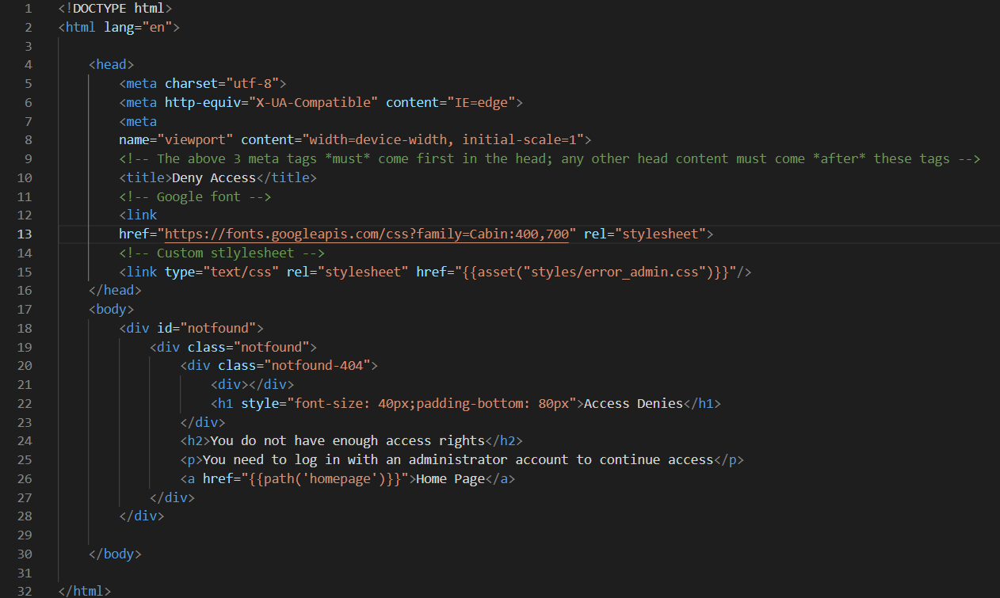 1 <!DOCTYPE html>
2 <html lang="en">
3
4 <head>
5 <meta charset="utf-8">
6 <meta http-equiv="X-UA-Compatible" content="IE=edge">
7 <meta
8 name="viewport" content="width=device-width, initial-scale=1">
9 <!-- The above 3 meta tags *must* come first in the head; any other head content must come *after* these tags -->
10 <title>Deny Access</title>
11 <!-- Google font -->
12 <link
13 href="https://fonts.googleapis.com/css?family=Cabin:400,700" rel="stylesheet">
14 <!-- Custom stlylesheet -->
15 <link type="text/css" rel="stylesheet" href="{{asset("styles/error_admin.css")}}"/>
16 </head>
17 <body>
18 <div id="notfound">
19 <div class="notfound">
20 <div class="notfound-404">
21 <div></div>
22 <h1 style="font-size: 40px;padding-bottom: 80px">Access Denies</h1>
23 </div>
24 <h2>You do not have enough access rights</h2>
25 <p>You need to log in with an administrator account to continue access</p>
26 <a href="{{path('homepage')}}">Home Page</a>
27 </div>
28 </div>
29
30 </body>
31
32 </html>